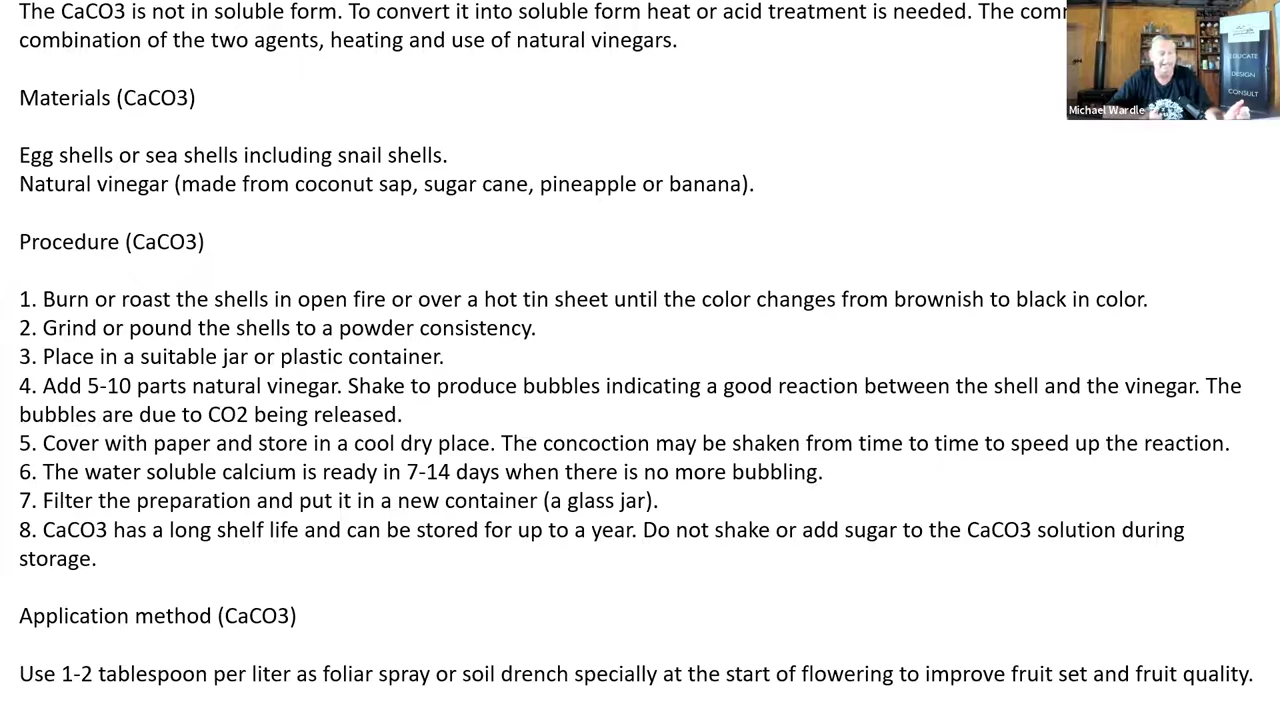 The CaCO3 is not in soluble form. To convert it into soluble form heat or acid treatment is needed. The
combination of the two agents, heating and use of natural vinegars.
Materials (CaCO3)
Egg shells or sea shells including snail shells.
Natural vinegar (made from coconut sap, sugar cane, pineapple or banana).
Procedure (CaCO3)
1. Burn or roast the shells in open fire or over a hot tin sheet until the color changes from brownish to black in color.
2. Grind or pound the shells to a powder consistency.
3. Place in a suitable jar or plastic container.
4. Add 5-10 parts natural vinegar. Shake to produce bubbles indicating a good reaction between the shell and the vinegar. The
bubbles are due to CO2 being released.
5. Cover with paper and store in a cool dry place. The concoction may be shaken from time to time to speed up the reaction.
6. The water soluble calcium is ready in 7-14 days when there is no more bubbling.
7. Filter the preparation and put it in a new container (a glass jar).
8. CaCO3 has a long shelf life and can be stored for up to a year. Do not shake or add sugar to the CaCO3 solution during
storage.
Application method (CaCO3)
Use 1-2 tablespoon per liter as foliar spray or soil drench specially at the start of flowering to improve fruit set and fruit quality.
EDUCATE
DESIGN
CONSULT
Michael Wardle